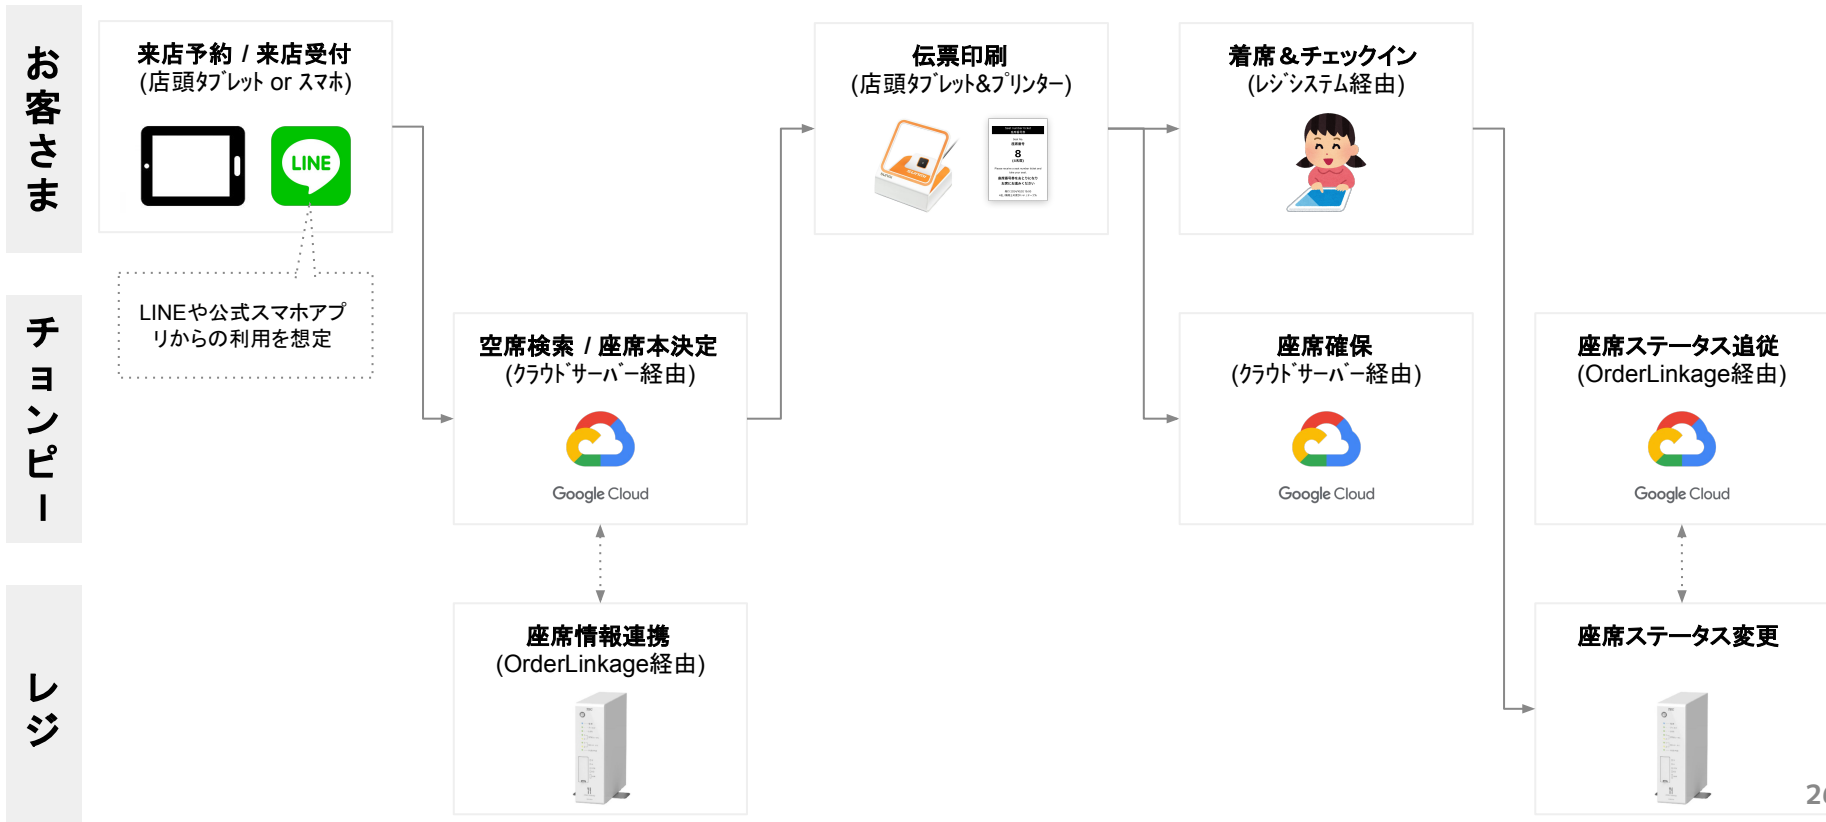 お客さま
来店予約 / 来店受付
(店頭タブレット or スマホ)
LINE
LINEや公式スマホアプ
リからの利用を想定
伝票印刷
(店頭タブレット&プリンター)
8
着席&チェックイン
(レジシステム経由)
チョンピー
空席検索 / 座席本決定
(クラウドサーバー経由)
Google Cloud
座席確保
(クラウドサーバー経由)
Google Cloud
座席ステータス追従
(OrderLinkage経由)
Google Cloud
レジ
座席情報連携
(OrderLinkage経由)
座席ステータス変更